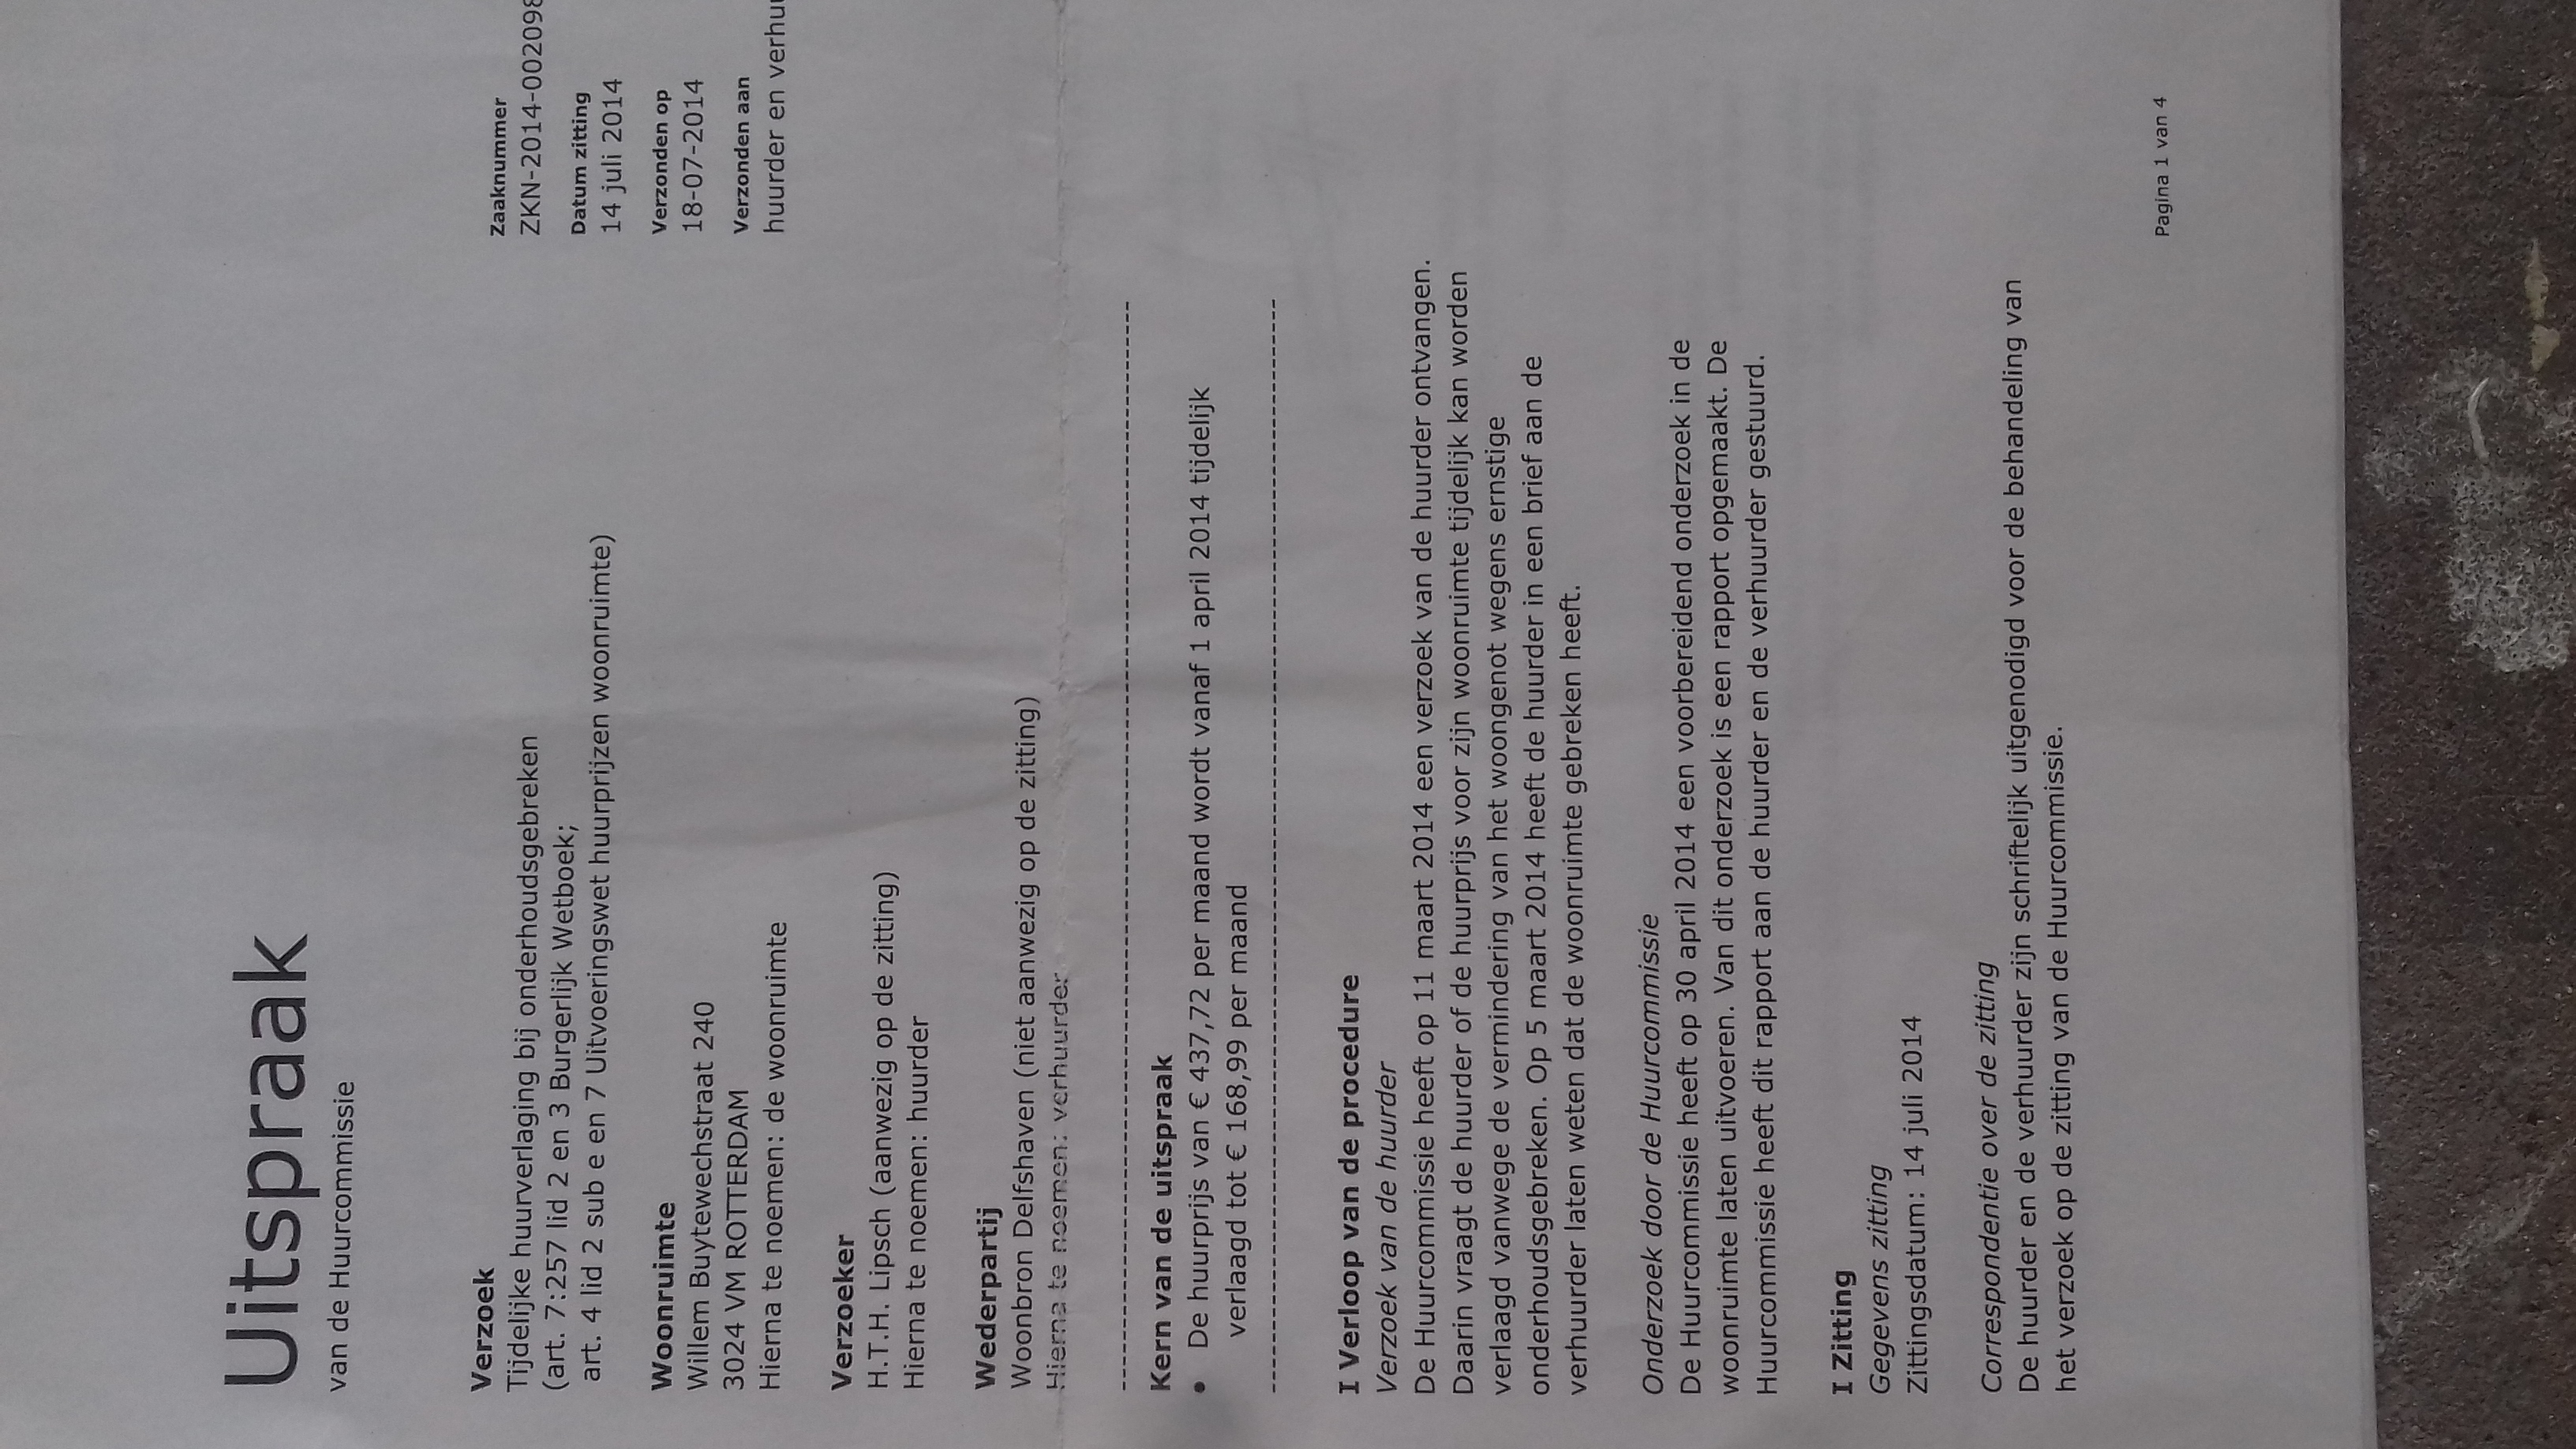 Uitspraak
van de Huurcommissie
Verzoek
Tijdelijke huurverlaging bij onderhoudsgebreken
(art. 7:257 lid 2 en 3 Burgerlijk Wetboek;
art. 4 lid 2 sub e en 7 Uitvoeringswet huurprijzen woonruimte)
Woonruimte
Willem Buytewechstraat 240
3024 VM ROTTERDAM
Hierna te noemen: de woonruimte
Verzoeker
H.T.H. Lipsch (aanwezig op de zitting)
Hierna te noemen: huurder
Wederpartij
Woonbron Delfshaven (niet aanwezig op de zitting)
Hierna te noemen: verhuurder
Zaaknummer
ZKN-2014-002098
Datum zitting
14 juli 2014
Verzonden op
18-07-2014
Verzonden aan
huurder en verhu
Kern van de uitspraak
• De huurprijs van € 437,72 per maand wordt vanaf 1 april 2014 tijdelijk
verlaagd tot € 168,99 per maand
I Verloop van de procedure
Verzoek van de huurder
De Huurcommissie heeft op 11 maart 2014 een verzoek van de huurder ontvangen.
Daarin vraagt de huurder of de huurprijs voor zijn woonruimte tijdelijk kan worden
verlaagd vanwege de vermindering van het woongenot wegens ernstige
onderhoudsgebreken. Op 5 maart 2014 heeft de huurder in een brief aan de
verhuurder laten weten dat de woonruimte gebreken heeft.
Onderzoek door de Huurcommissie
De Huurcommissie heeft op 30 april 2014 een voorbereidend onderzoek in de
woonruimte laten uitvoeren. Van dit onderzoek is een rapport opgemaakt. De
Huurcommissie heeft dit rapport aan de huurder en de verhuurder gestuurd.
I Zitting
Gegevens zitting
Zittingsdatum: 14 juli 2014
Correspondentie over de zitting
De huurder en de verhuurder zijn schriftelijk uitgenodigd voor de behandeling van
het verzoek op de zitting van de Huurcommissie.
Pagina 1 van 4